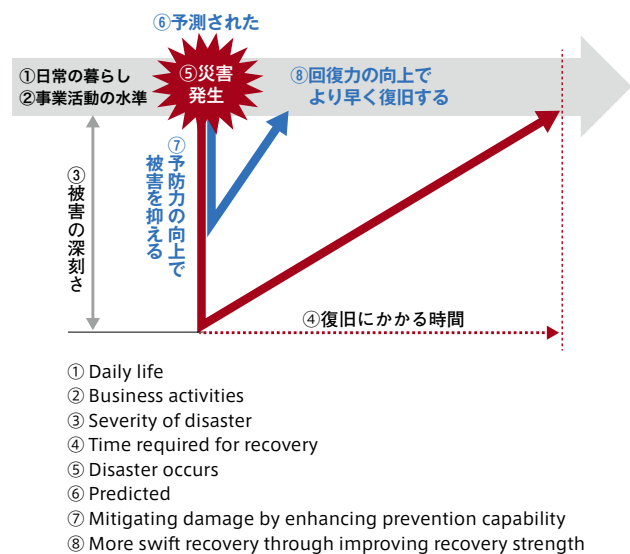 ⑥予測された
①日常の暮らし
②事業活動の水準
⑤災害
発生
⑧回復力の向上で
より早く復旧する
③被害の深刻さ
⑦予防力の向上で
被害を抑える
④復旧にかかる時間
① Daily life
② Business activities
③ Severity of disaster
④ Time required for recovery
⑤ Disaster occurs
⑥ Predicted
⑦ Mitigating damage by enhancing prevention capability
⑧ More swift recovery through improving recovery strength